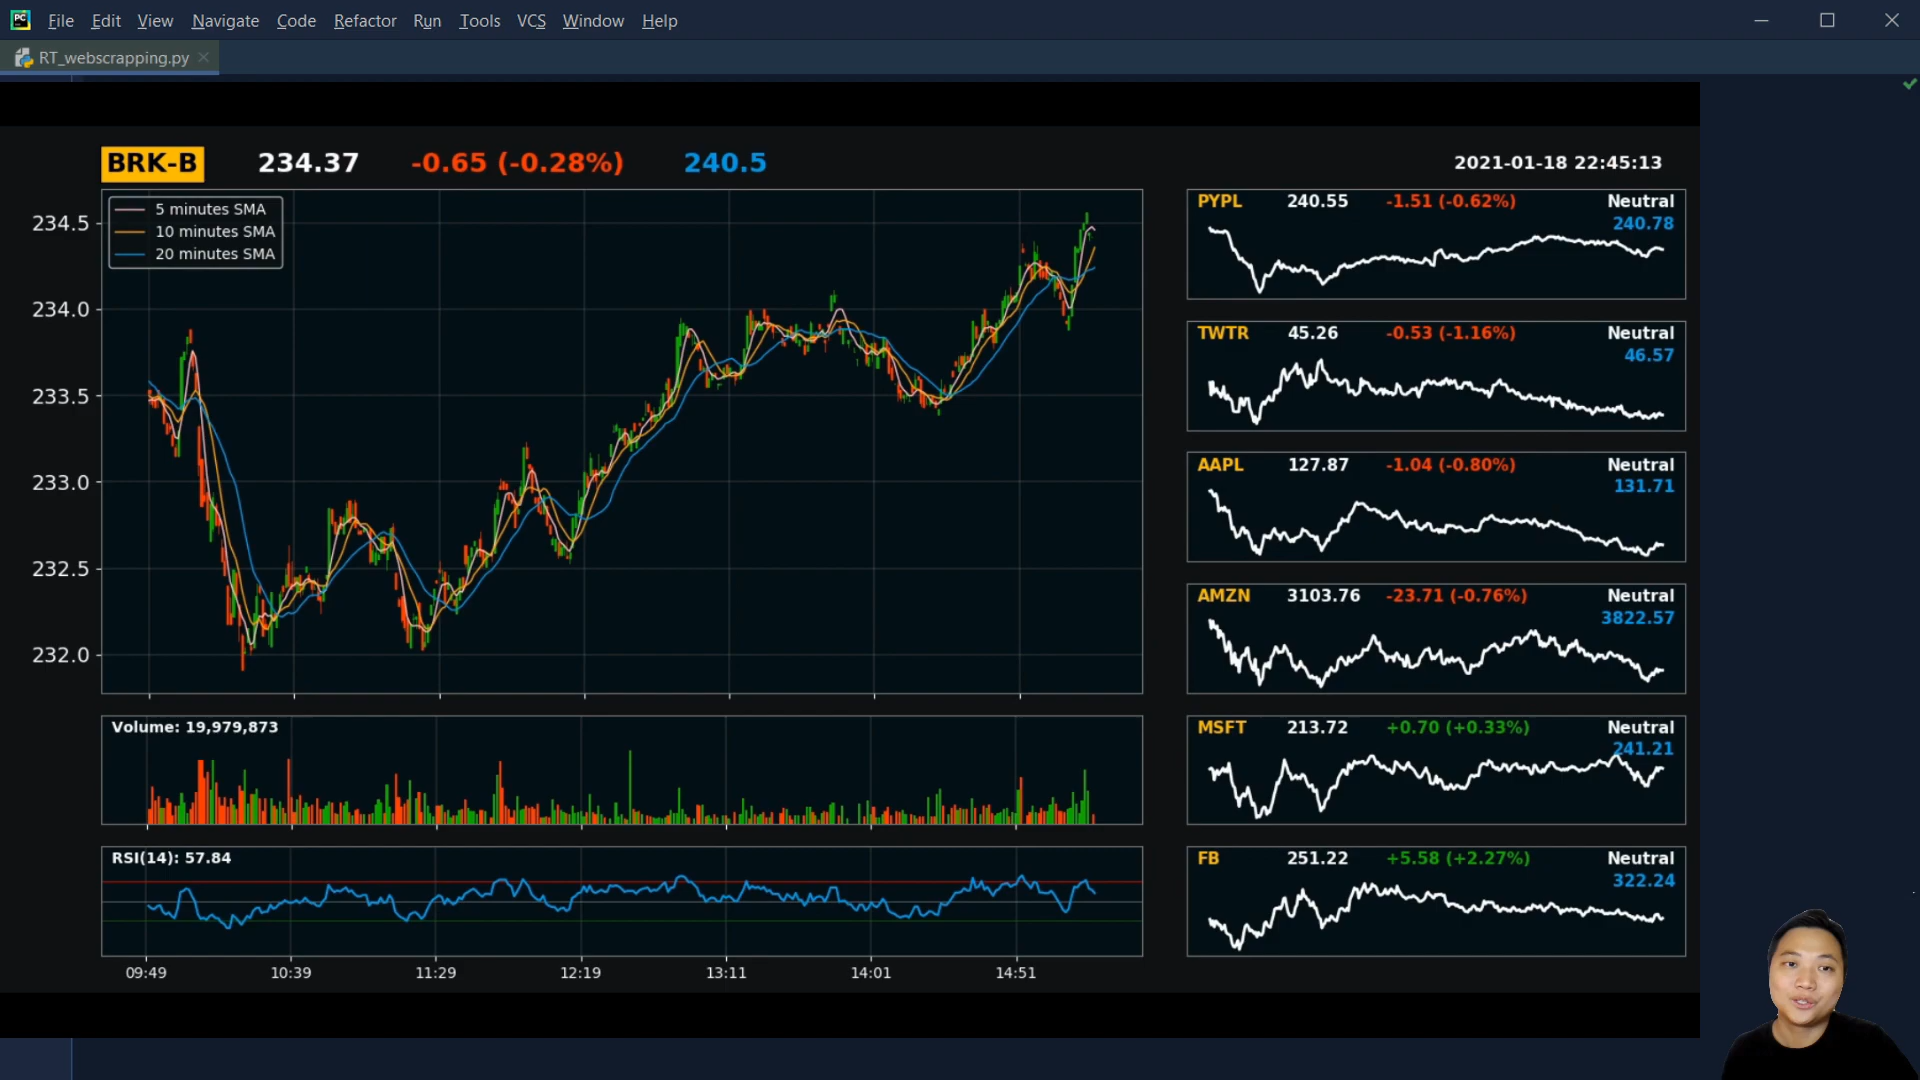 PC File Edit View Navigate Code Refactor Run Tools VCS Window Help
RT_webscrapping.py
BRK-B 234.37 -0.65 (-0.28%) 240.5 2021-01-18 22:45:13
5 minutes SMA
10 minutes SMA
20 minutes SMA
234.5
234.0
233.5
233.0
232.5
232.0
Volume: 19,979,873
RSI(14): 57.84
09:49 10:39 11:29 12:19 13:11 14:01 14:51
PYPL 240.55 -1.51 (-0.62%) Neutral
240.78
TWTR 45.26 -0.53 (-1.16%) Neutral
46.57
AAPL 127.87 -1.04 (-0.80%) Neutral
131.71
AMZN 3103.76 -23.71 (-0.76%) Neutral
3822.57
MSFT 213.72 +0.70 (+0.33%) Neutral
241.21
FB 251.22 +5.58 (+2.27%) Neutral
322.24